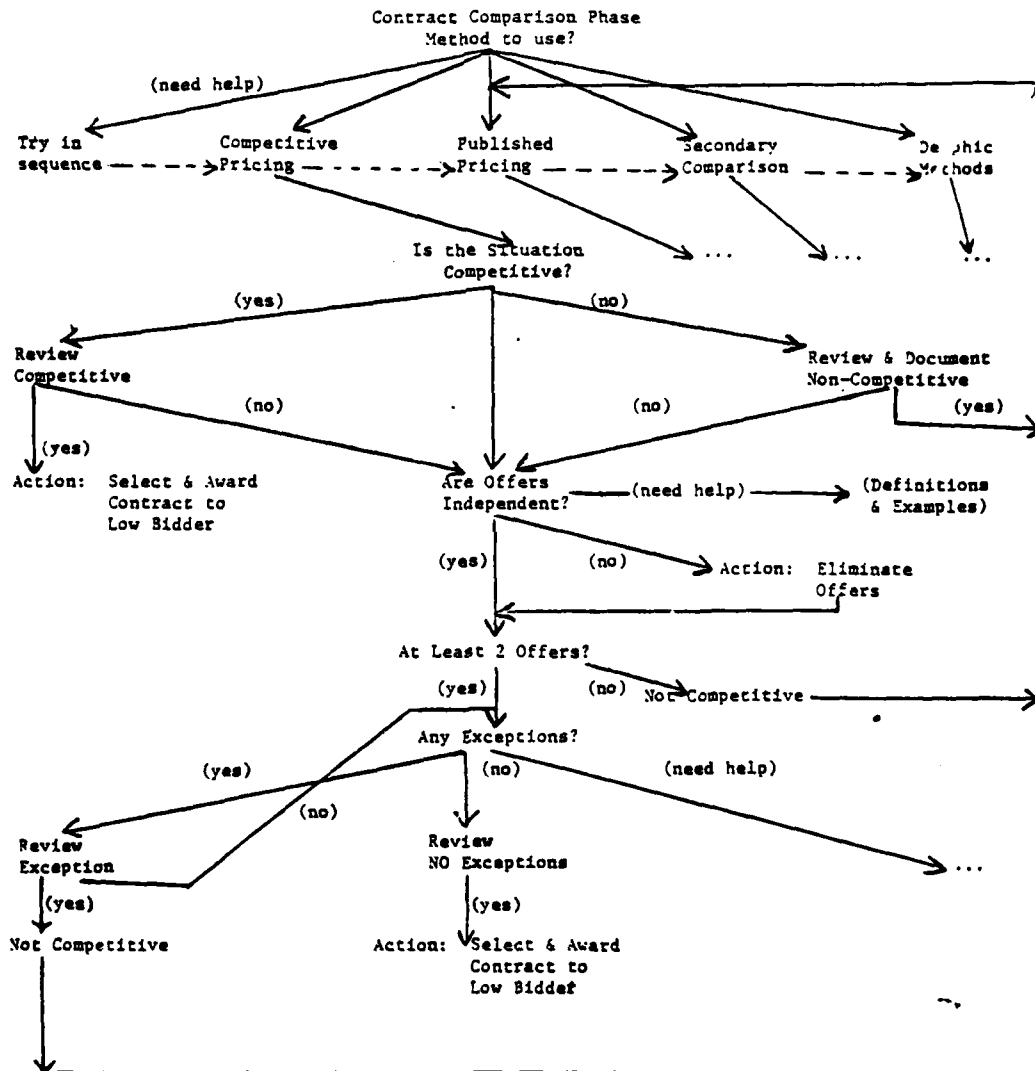 Contract Comparison Phase
Method to use?
(need help)
Try in
sequence
Competitive
Pricing
Published
Pricing
Secondary
Comparison
Methods
...
...
...
Is the Situation
Competitive?
(yes)
(no)
Review
Competitive
Review & Document
Non-Competitive
(no)
(no)
(yes)
(yes)
Action: Select & Award
Contract to
Low Bidder
Are Offers
Independent?
(need help)
(Definitions
& Examples)
(yes)
(no)
Action: Eliminate
Offers
At Least 2 Offers?
(yes)
(no)
Not Competitive
Any Exceptions?
(yes)
(no)
(need help)
(no)
Review
Exception
Review
NO Exceptions
...
(yes)
(yes)
Not Competitive
Action: Select & Award
Contract to
Low Bidder